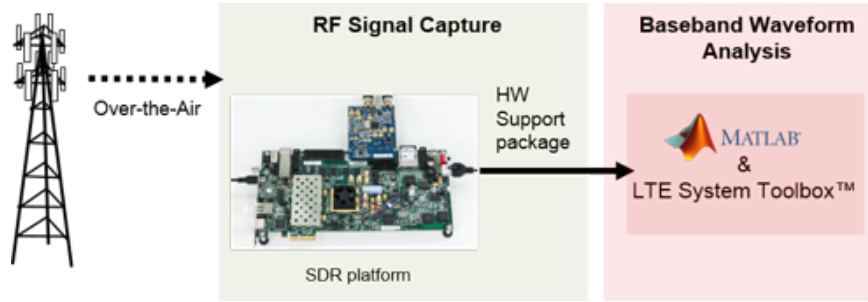 RF Signal Capture
Baseband Waveform
Analysis
Over-the-Air
HW
Support
package
MATLAB®
&
LTE System Toolbox™
SDR platform